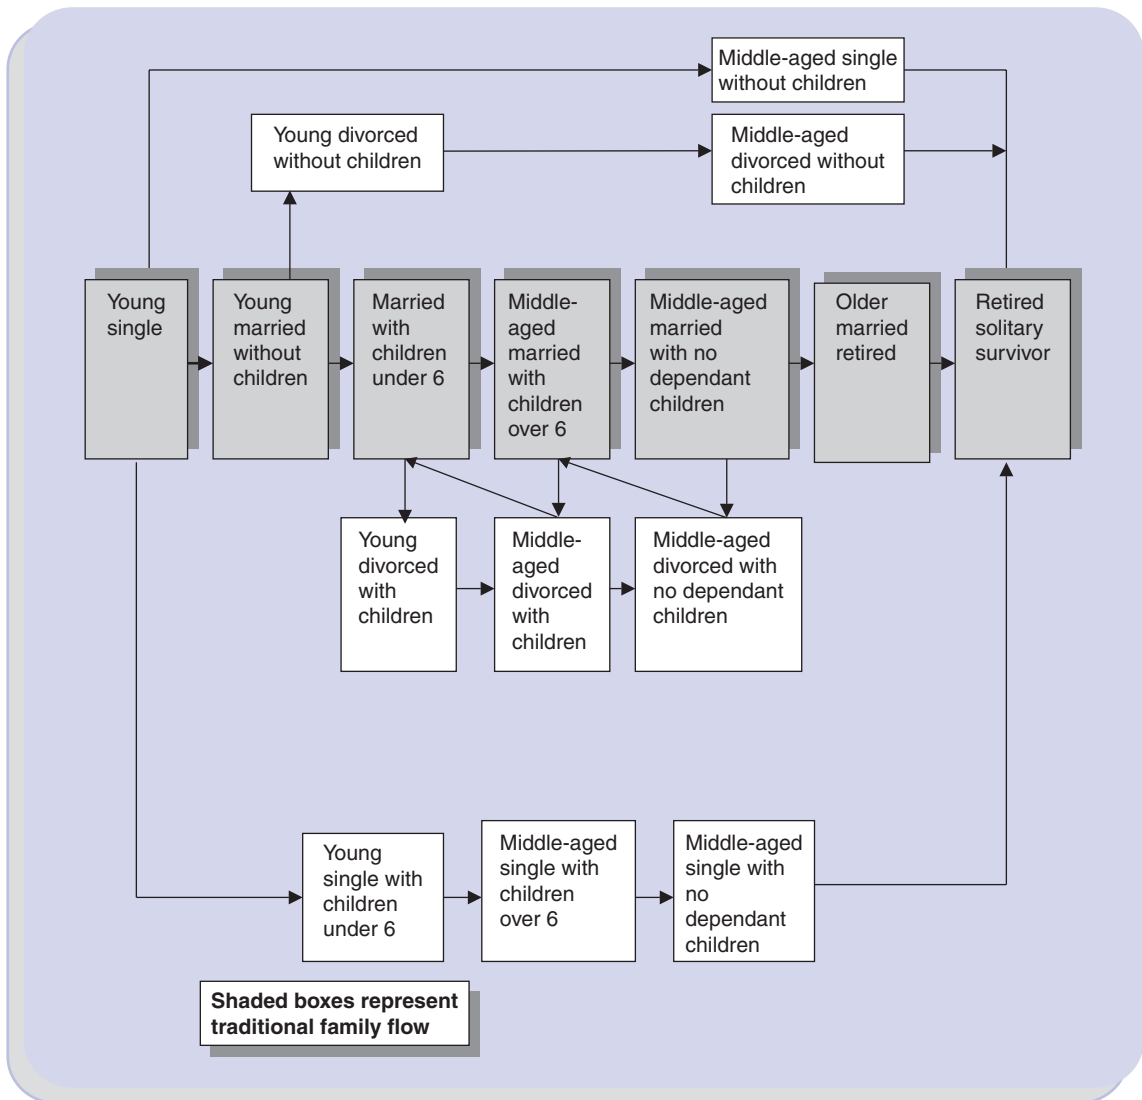 Middle-aged single
without children
Young divorced
without children
Middle-aged
divorced without
children
Young
single
Young
married
without
children
Married
with
children
under 6
Middle-
aged
married
with
children
over 6
Middle-aged
married
with no
dependant
children
Older
married
retired
Retired
solitary
survivor
Young
divorced
with
children
Middle-
aged
divorced
with
children
Middle-aged
divorced with
no dependant
children
Young
single with
children
under 6
Middle-aged
single with
children
over 6
Middle-aged
single with
no
dependant
children
Shaded boxes represent
traditional family flow